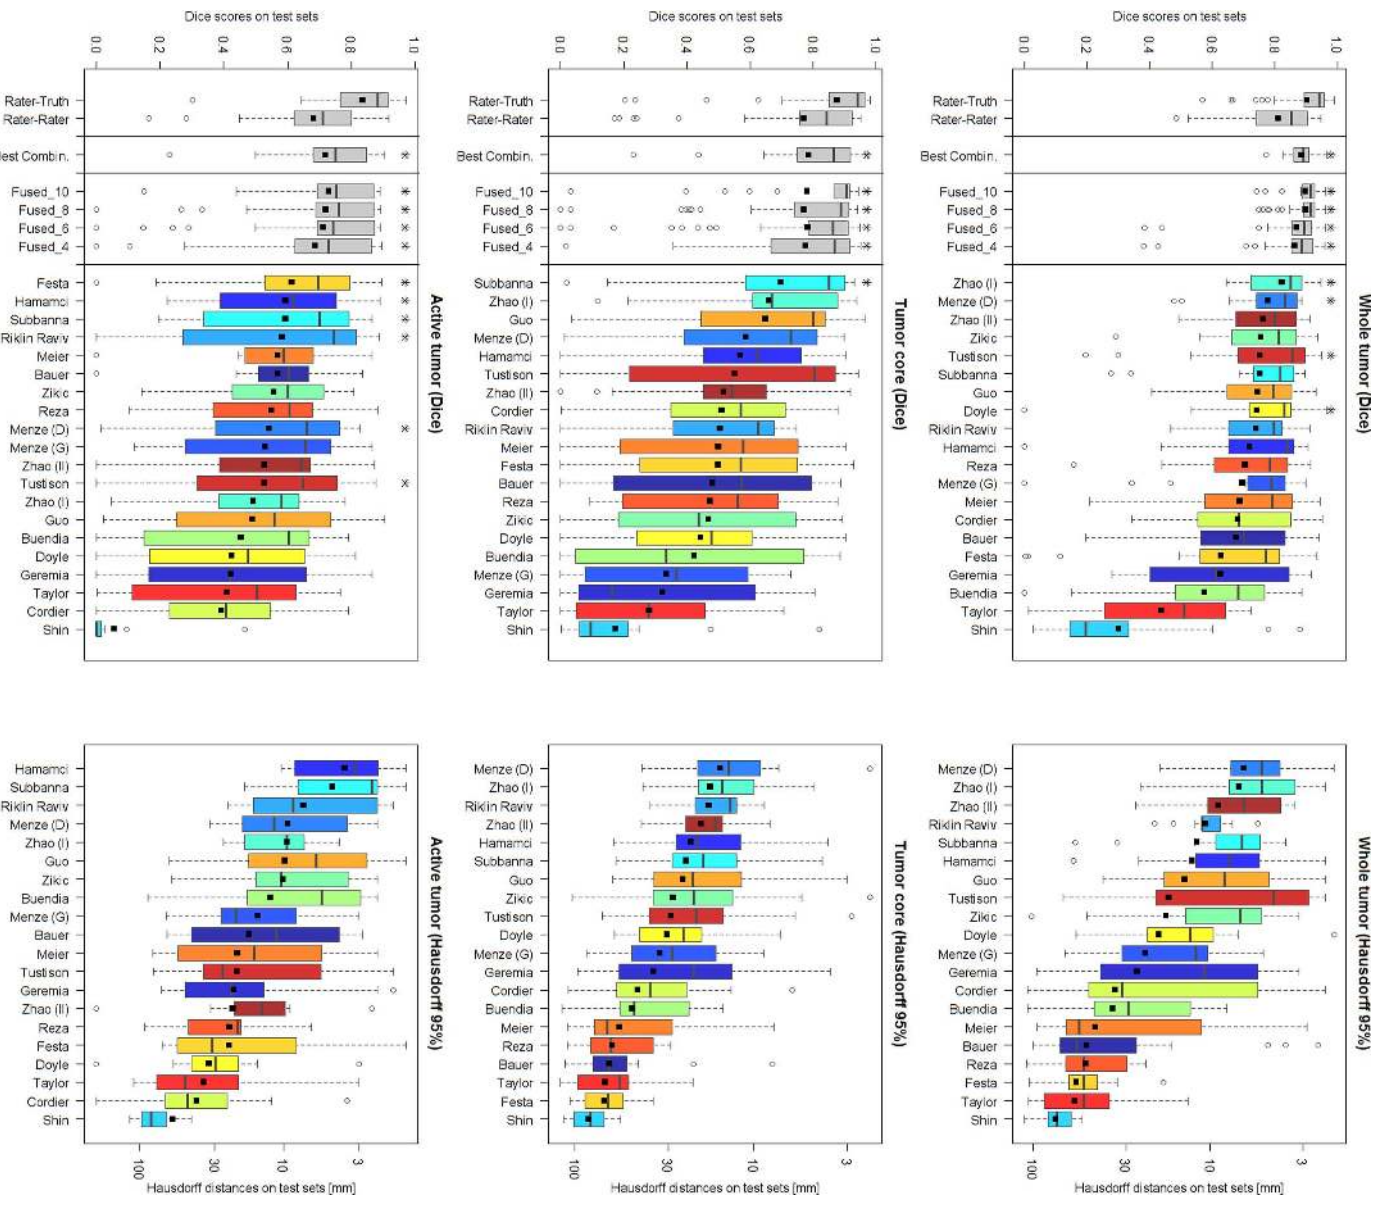 Dice scores on test sets
0.0 0.2 0.4 0.6 0.8 1.0
Rater-Truth
Rater-Rater
est Combin.
Fused_10
Fused_8
Fused_6
Fused_4
Festa
Hamamci
Subbanna
Riklin Raviv
Meier
Bauer
Zikic
Reza
Menze (D)
Menze (G)
Zhao (II)
Tustison
Zhao (I)
Guo
Buendia
Doyle
Geremia
Taylor
Cordier
Shin
Active tumor (Dice)
Dice scores on test sets
0.0 0.2 0.4 0.6 0.8 1.0
Rater-Truth
Rater-Rater
Best Combin.
Fused_10
Fused_8
Fused_6
Fused_4
Subbanna
Zhao (I)
Guo
Menze (D)
Hamamci
Tustison
Zhao (II)
Cordier
Riklin Raviv
Meier
Festa
Bauer
Reza
Zikic
Doyle
Buendia
Menze (G)
Geremia
Taylor
Shin
Tumor core (Dice)
Dice scores on test sets
0.0 0.2 0.4 0.6 0.8 1.0
Rater-Truth
Rater-Rater
Best Combin.
Fused_10
Fused_8
Fused_6
Fused_4
Zhao (I)
Menze (D)
Zhao (II)
Zikic
Tustison
Subbanna
Guo
Doyle
Riklin Raviv
Hamamci
Reza
Menze (G)
Meier
Cordier
Bauer
Festa
Geremia
Buendia
Taylor
Shin
Whole tumor (Dice)
Hamamci
Subbanna
Riklin Raviv
Menze (D)
Zhao (I)
Guo
Zikic
Buendia
Menze (G)
Bauer
Meier
Tustison
Geremia
Zhao (II)
Reza
Festa
Doyle
Taylor
Cordier
Shin
Active tumor (Hausdorff 95%)
100 30 10 3
Hausdorff distances on test sets [mm]
Menze (D)
Zhao (I)
Riklin Raviv
Zhao (II)
Hamamci
Subbanna
Guo
Zikic
Tustison
Doyle
Menze (G)
Geremia
Cordier
Buendia
Meier
Reza
Bauer
Taylor
Festa
Shin
Tumor core (Hausdorff 95%)
100 30 10 3
Hausdorff distances on test sets [mm]
Menze (D)
Zhao (I)
Zhao (II)
Riklin Raviv
Subbanna
Hamamci
Guo
Tustison
Zikic
Doyle
Menze (G)
Geremia
Cordier
Buendia
Meier
Bauer
Reza
Festa
Taylor
Shin
Whole tumor (Hausdorff 95%)
100 30 10 3
Hausdorff distances on test sets [mm]